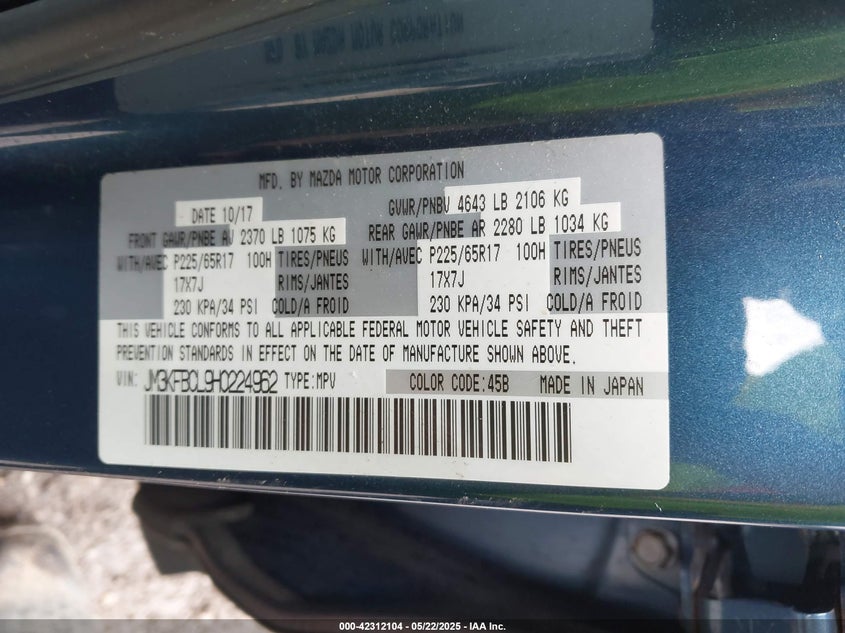 MFD. BY MAZDA MOTOR CORPORATION
DATE 10/17 GVWR/PNBV 4643 LB 2106 KG
FRONT GAWR/PNBE AV 2370 LB 1075 KG REAR GAWR/PNBE AR 2280 LB 1034 KG
WITH/AVEC P225/65R17 100H TIRES/PNEUS WITH/AVEC P225/65R17 100H TIRES/PNEUS
17X7J RIMS/JANTES 17X7J RIMS/JANTES
230 KPA/34 PSI COLD/A FROID 230 KPA/34 PSI COLD/A FROID
THIS VEHICLE CONFORMS TO ALL APPLICABLE FEDERAL MOTOR VEHICLE SAFETY AND THEFT
PREVENTION STANDARDS IN EFFECT ON THE DATE OF MANUFACTURE SHOWN ABOVE.
VIN: JM3KFBCL9H0224962 TYPE:MPV COLOR CODE:45B MADE IN JAPAN
000-42312104 - 05/22/2025 - IAA Inc.